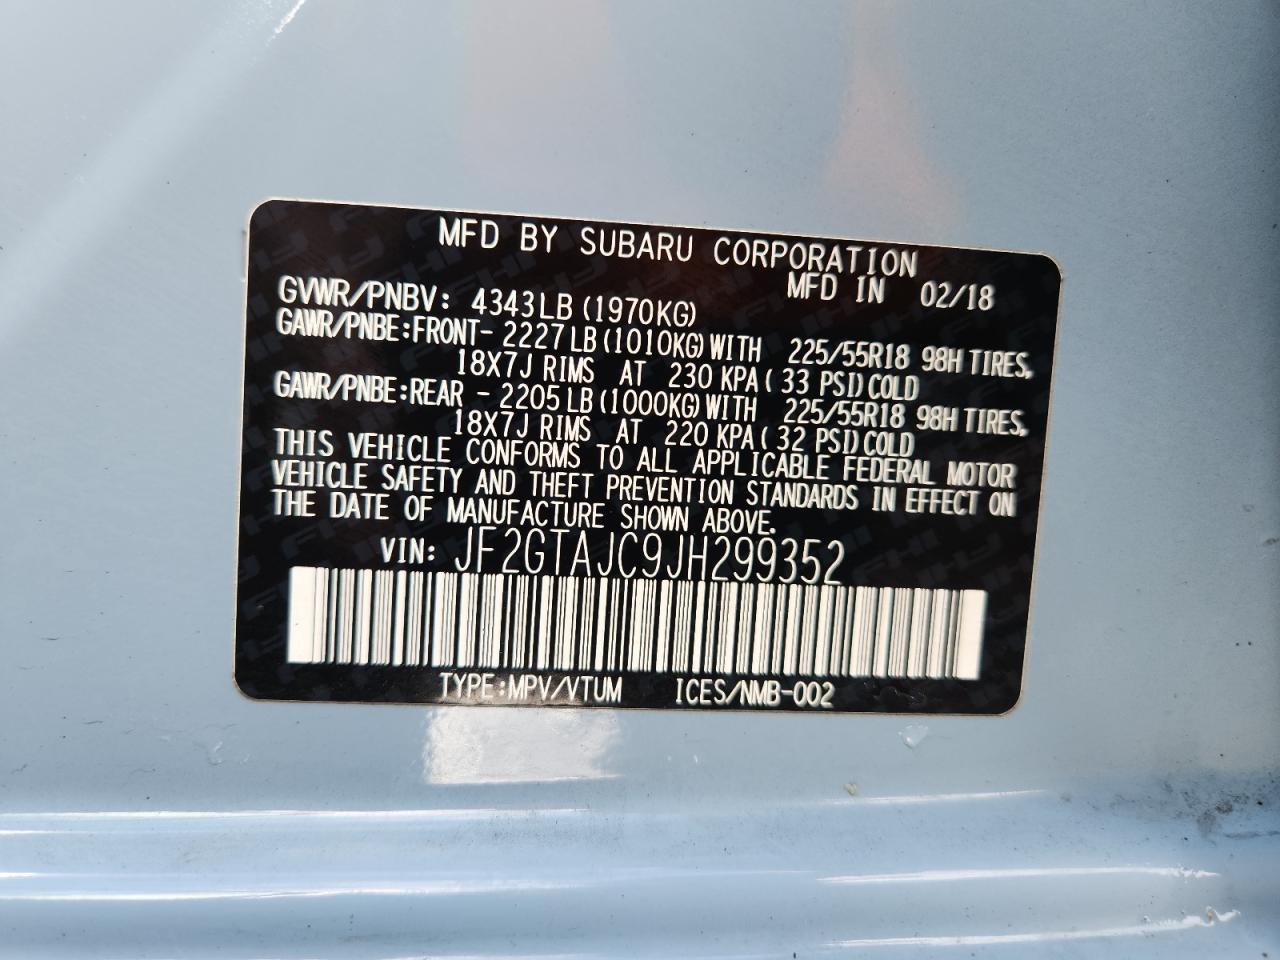 MFD BY SUBARU CORPORATION
MFD IN 02/18
GVWR/PNBV: 4343LB (1970KG)
GAWR/PNBE:FRONT- 2227LB(1010KG)WITH 225/55R18 98H TIRES,
18X7J RIMS AT 230 KPA( 33 PSI)COLD
GAWR/PNBE:REAR - 2205LB(1000KG)WITH 225/55R18 98H TIRES,
18X7J RIMS AT 220 KPA( 32 PSI)COLD
THIS VEHICLE CONFORMS TO ALL APPLICABLE FEDERAL MOTOR
VEHICLE SAFETY AND THEFT PREVENTION STANDARDS IN EFFECT ON
THE DATE OF MANUFACTURE SHOWN ABOVE.
VIN: JF2GTAJC9JH299352
TYPE:MPV/VTUM ICES/NMB-002